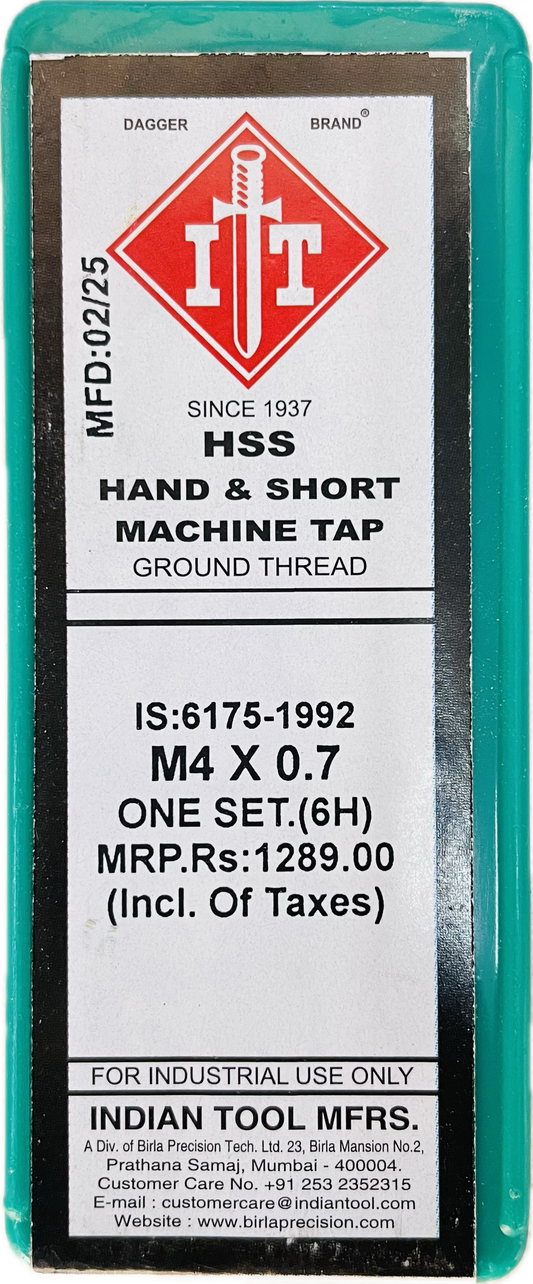 DAGGER BRAND®
I T
MFD:02/25
SINCE 1937
HSS
HAND & SHORT
MACHINE TAP
GROUND THREAD
IS:6175-1992
M4 X 0.7
ONE SET.(6H)
MRP.Rs:1289.00
(Incl. Of Taxes)
FOR INDUSTRIAL USE ONLY
INDIAN TOOL MFRS.
A Div. of Birla Precision Tech. Ltd. 23, Birla Mansion No.2,
Prathana Samaj, Mumbai - 400004.
Customer Care No. +91 253 2352315
E-mail : customercare@indiantool.com
Website : www.birlaprecision.com